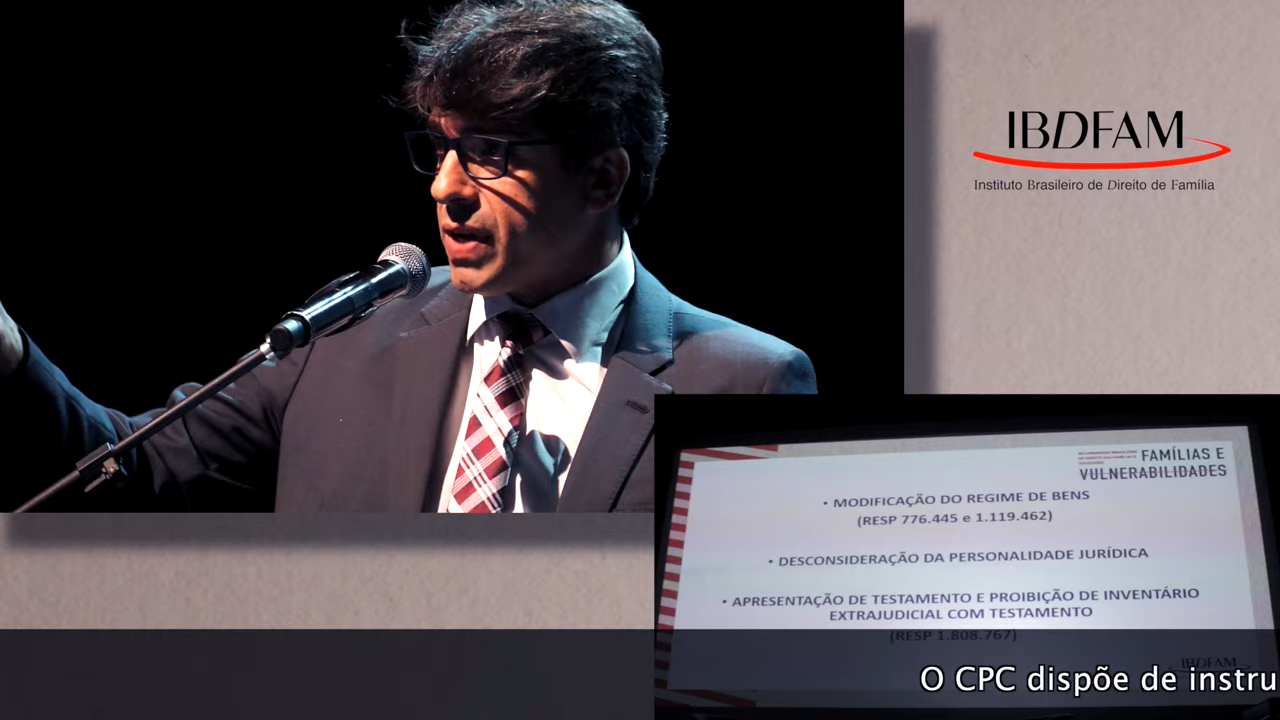 IBDFAM
Instituto Brasileiro de Direito de Família
FAMÍLIAS E
VULNERABILIDADES
• MODIFICAÇÃO DO REGIME DE BENS
(RESP 776.445 e 1.119.462)
• DESCONSIDERAÇÃO DA PERSONALIDADE JURÍDICA
• APRESENTAÇÃO DE TESTAMENTO E PROIBIÇÃO DE INVENTÁRIO
EXTRAJUDICIAL COM TESTAMENTO
(RESP 1.808.767)
IBDFAM
O CPC dispõe de instru